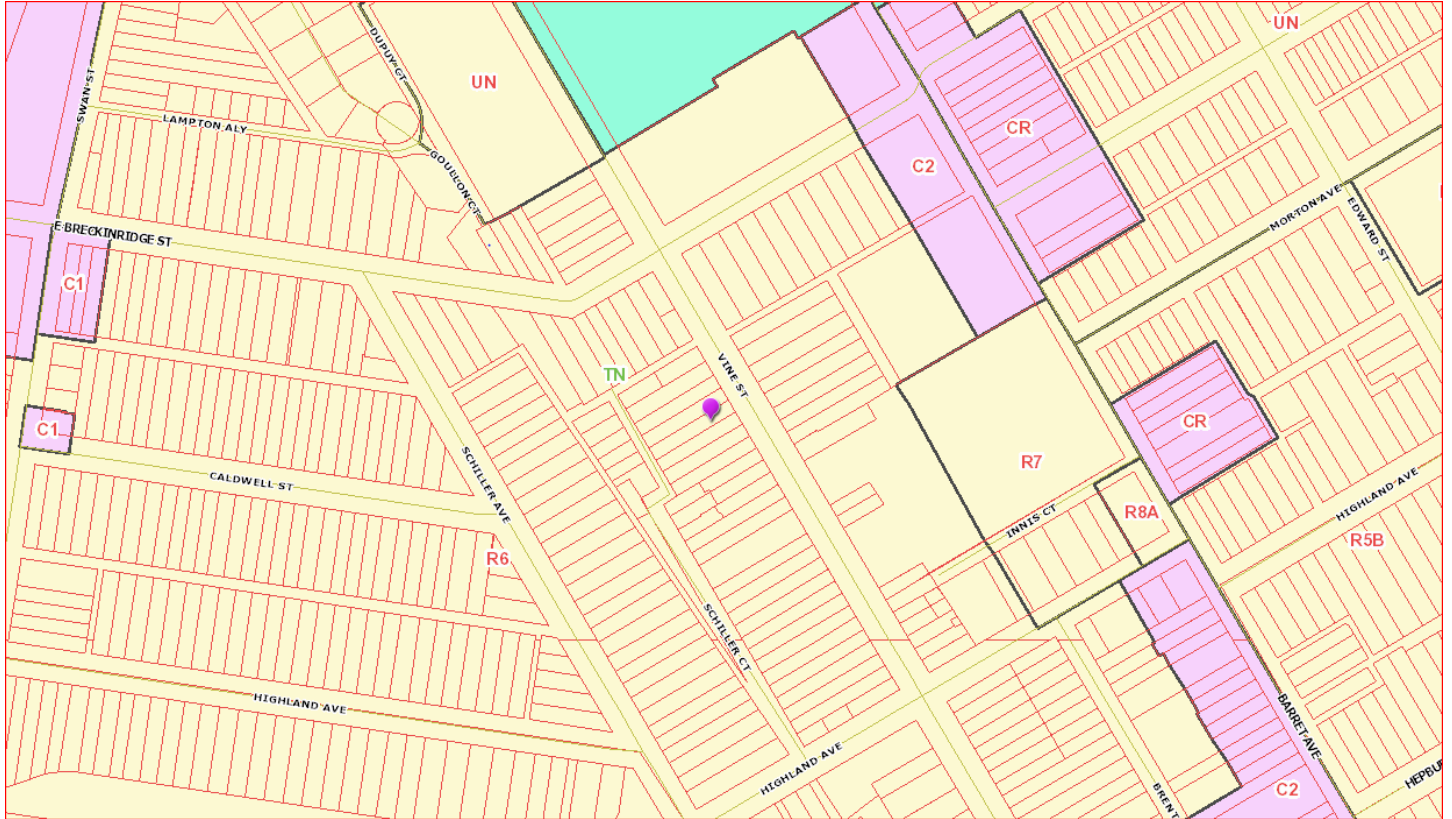 UN
DUPUY CT
UN
SWAN ST
LAMPTON ALY
CR
GOULLON CT
C2
MORTON AVE
EDWARD ST
E BRECKINRIDGE ST
C1
VINE ST
TN
CR
C1
SCHILLER AVE
R7
CALDWELL ST
HIGHLAND AVE
INNIS CT
R8A
R5B
R6
SCHILLER CT
HIGHLAND AVE
BARRET AVE
HIGHLAND AVE
C2
BRENT
HEPBU